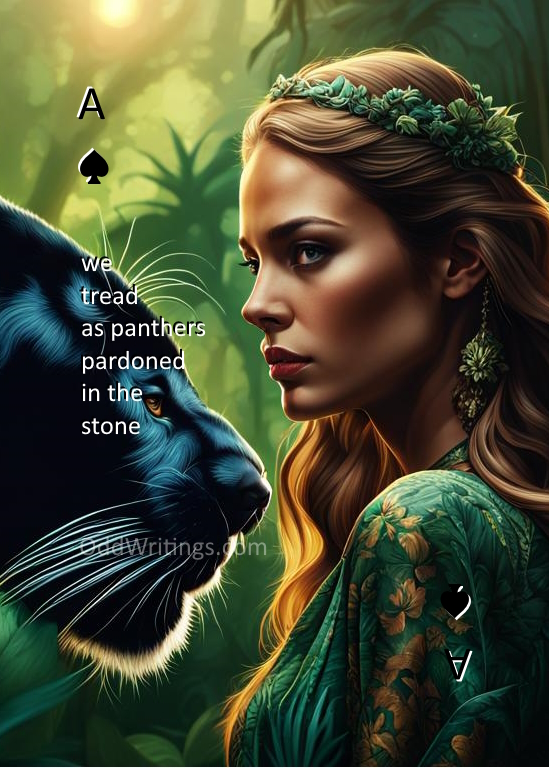 A
♠
we
tread
as panthers
pardoned
in the
stone
OddWritings.com
♠
A